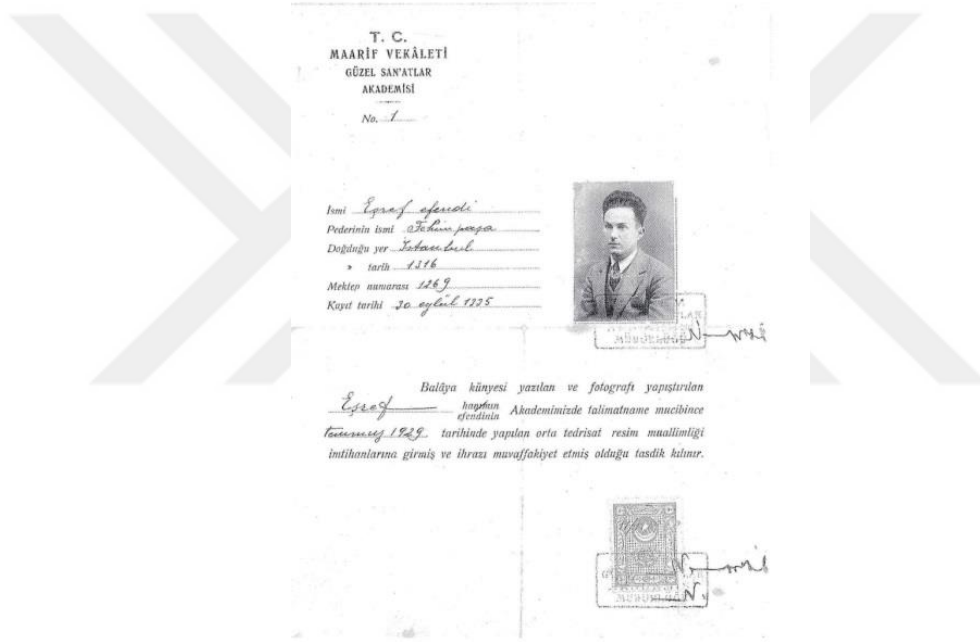 T. C.
MAARİF VEKÂLETİ
GÜZEL SAN'ATLAR
AKADEMİSİ
No. 1
İsmi Eşref efendi
Pederinin ismi Fehim paşa
Doğduğu yer İstanbul
» tarih 1316
Mektep numarası 1269
Kayıt tarihi 30 eylül 1335
Balâya künyesi yazılan ve fotografı yapıştırılan
Eşref hanımın efendinin Akademimizde talimatname mucibince
temmuz 1929 tarihinde yapılan orta tedrisat resim muallimliği
imtihanlarına girmiş ve ihrazı muvaffakiyet etmiş olduğu tasdik kılınır.